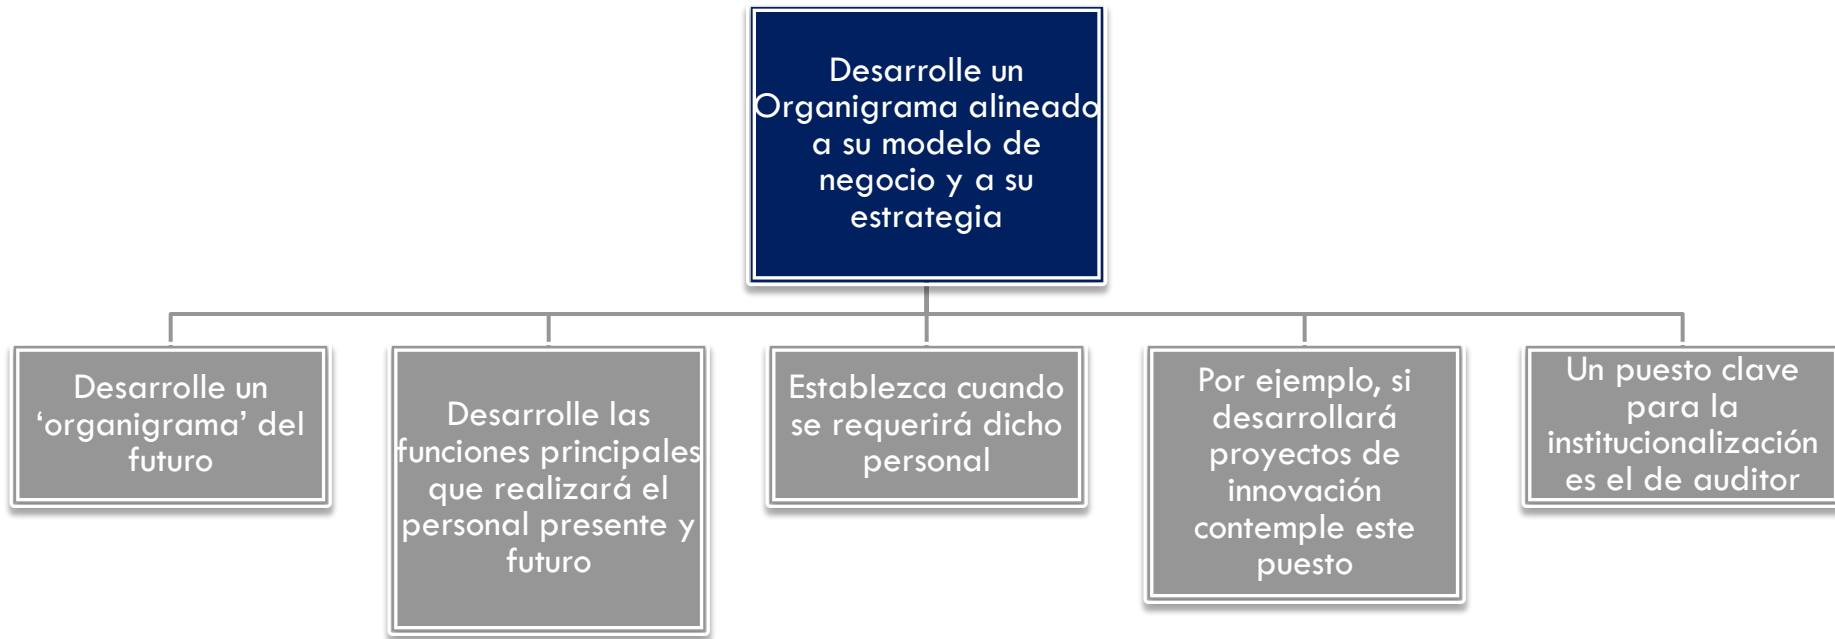 Desarrolle un
Organigrama alineado
a su modelo de
negocio y a su
estrategia
Desarrolle un
‘organigrama’ del
futuro
Desarrolle las
funciones principales
que realizará el
personal presente y
futuro
Establezca cuando
se requerirá dicho
personal
Por ejemplo, si
desarrollará
proyectos de
innovación
contemple este
puesto
Un puesto clave
para la
institucionalización
es el de auditor